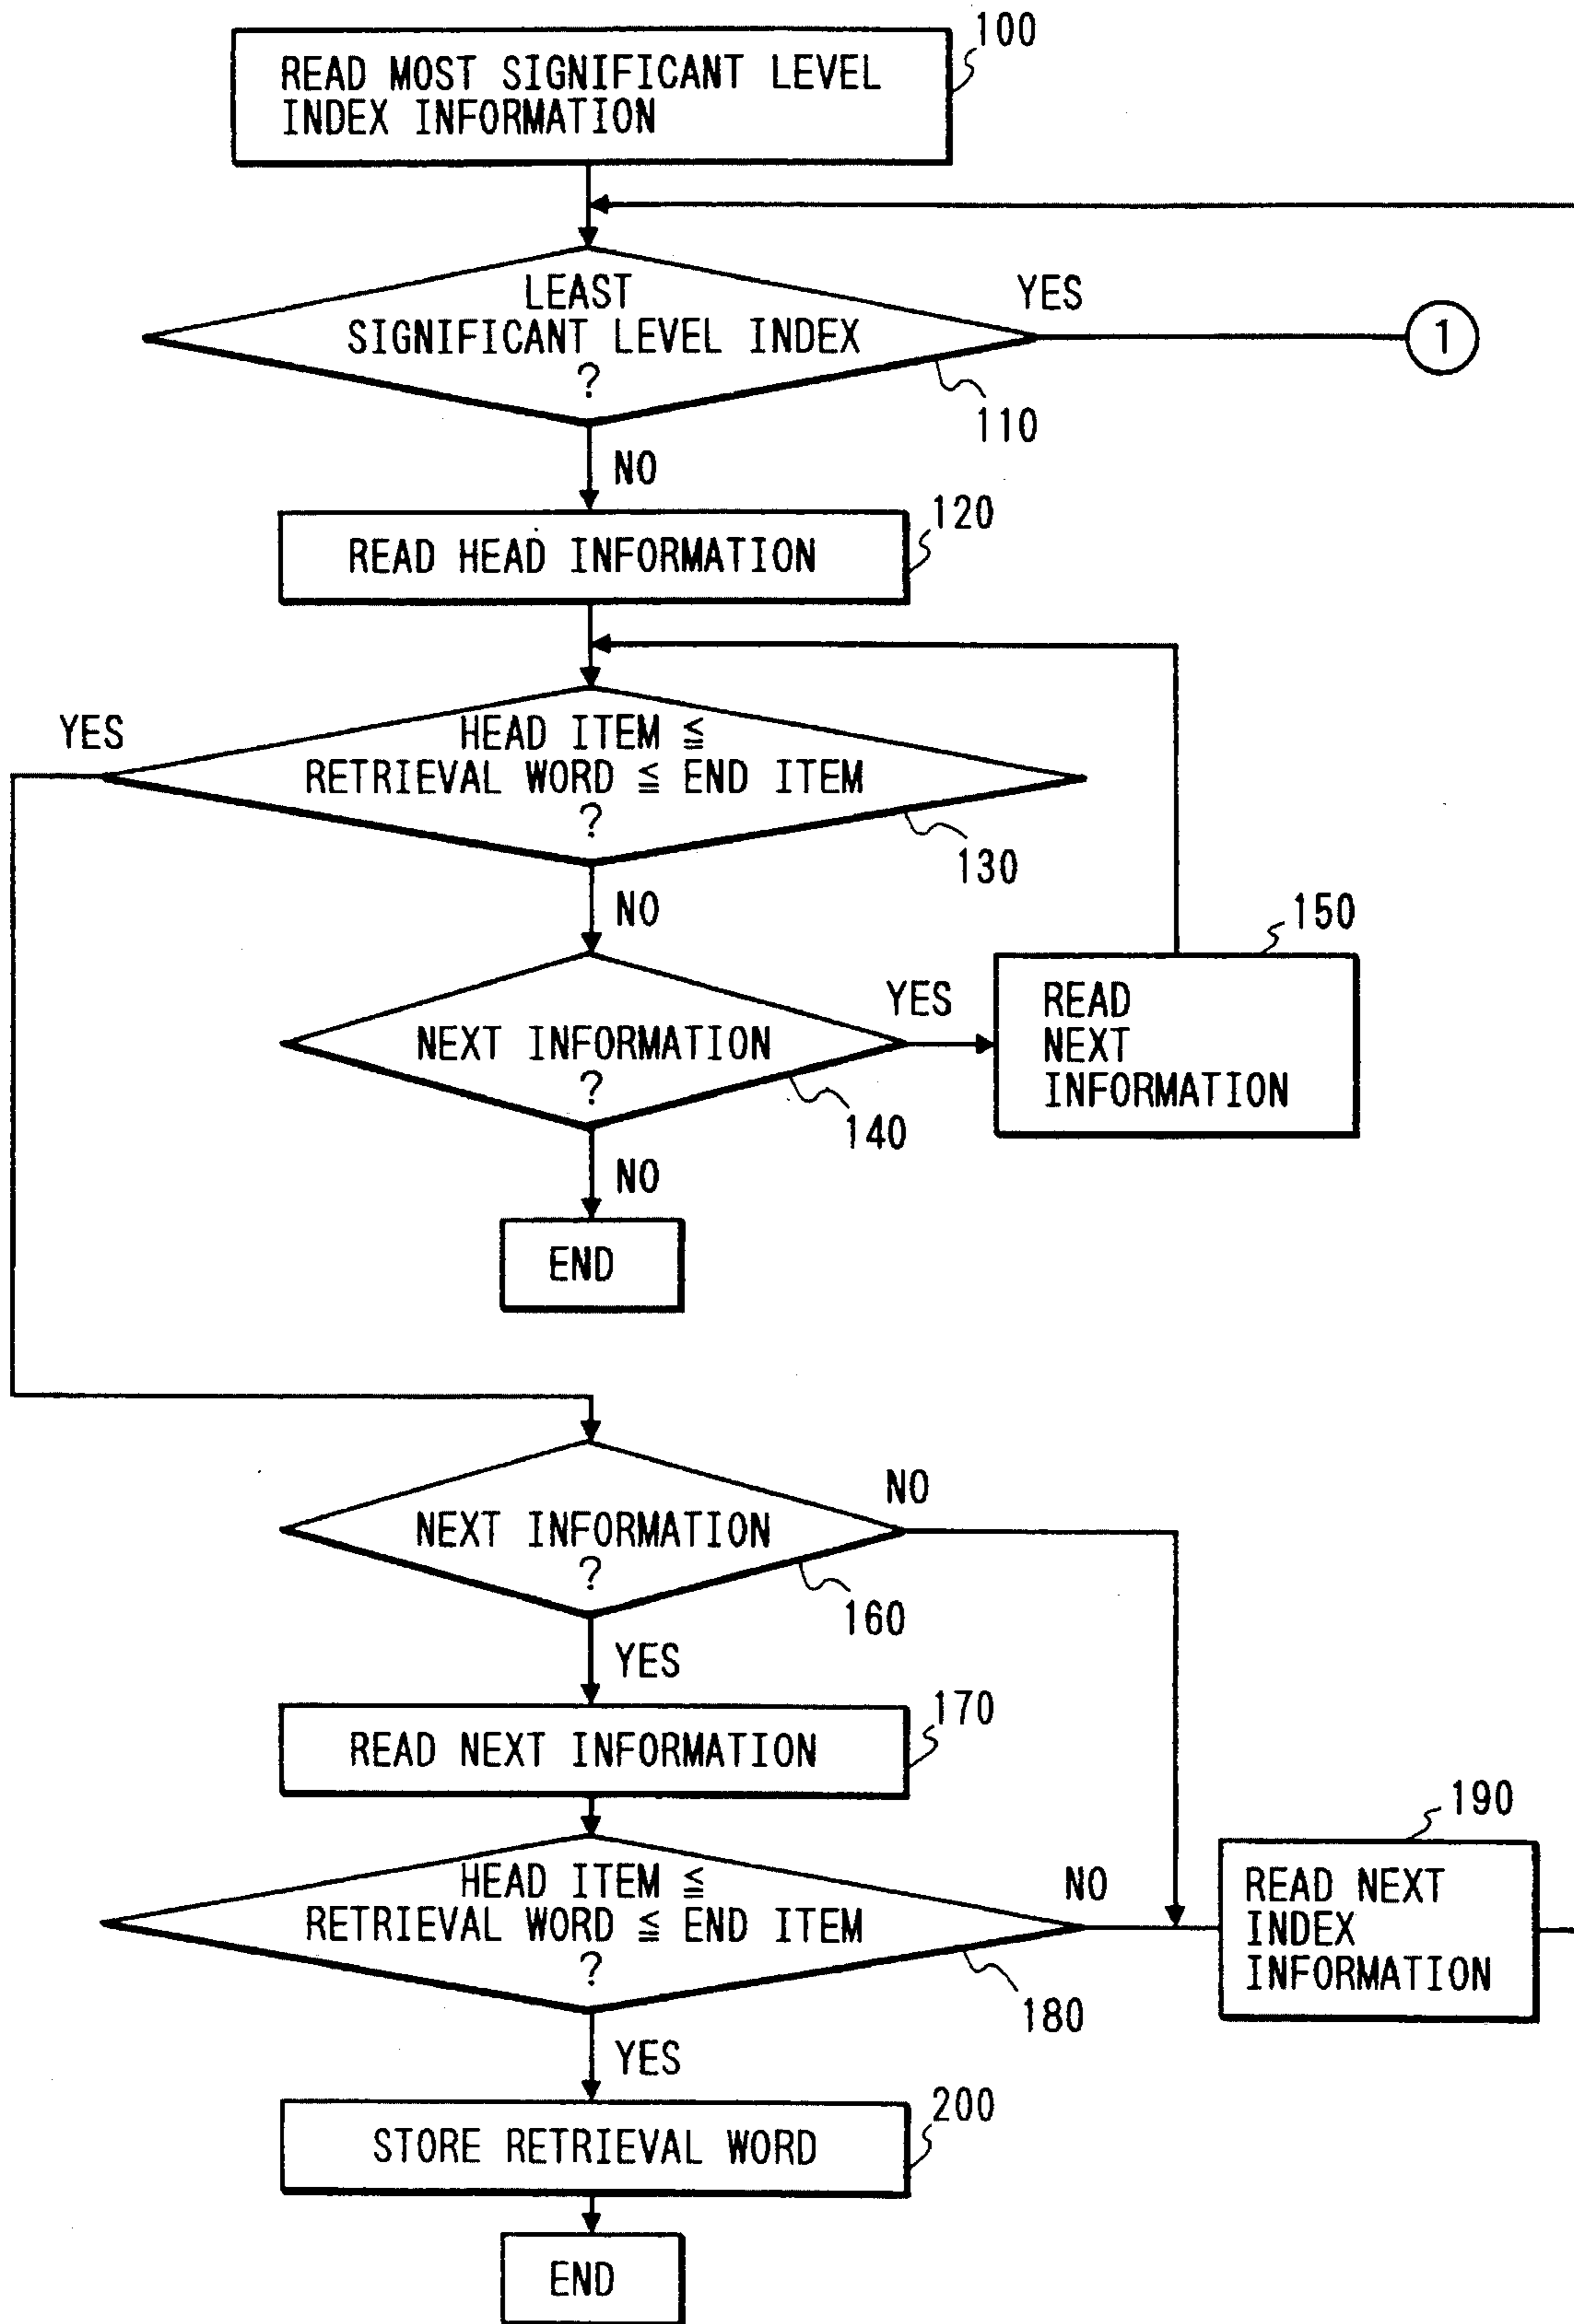 100
READ MOST SIGNIFICANT LEVEL
INDEX INFORMATION
LEAST
SIGNIFICANT LEVEL INDEX
?
YES
1
110
NO
120
READ HEAD INFORMATION
YES
HEAD ITEM ≦
RETRIEVAL WORD ≦ END ITEM
?
130
NO
150
NEXT INFORMATION
?
YES
READ
NEXT
INFORMATION
140
NO
END
NEXT INFORMATION
?
NO
160
YES
170
READ NEXT INFORMATION
HEAD ITEM ≦
RETRIEVAL WORD ≦ END ITEM
?
NO
190
READ NEXT
INDEX
INFORMATION
180
YES
200
STORE RETRIEVAL WORD
END